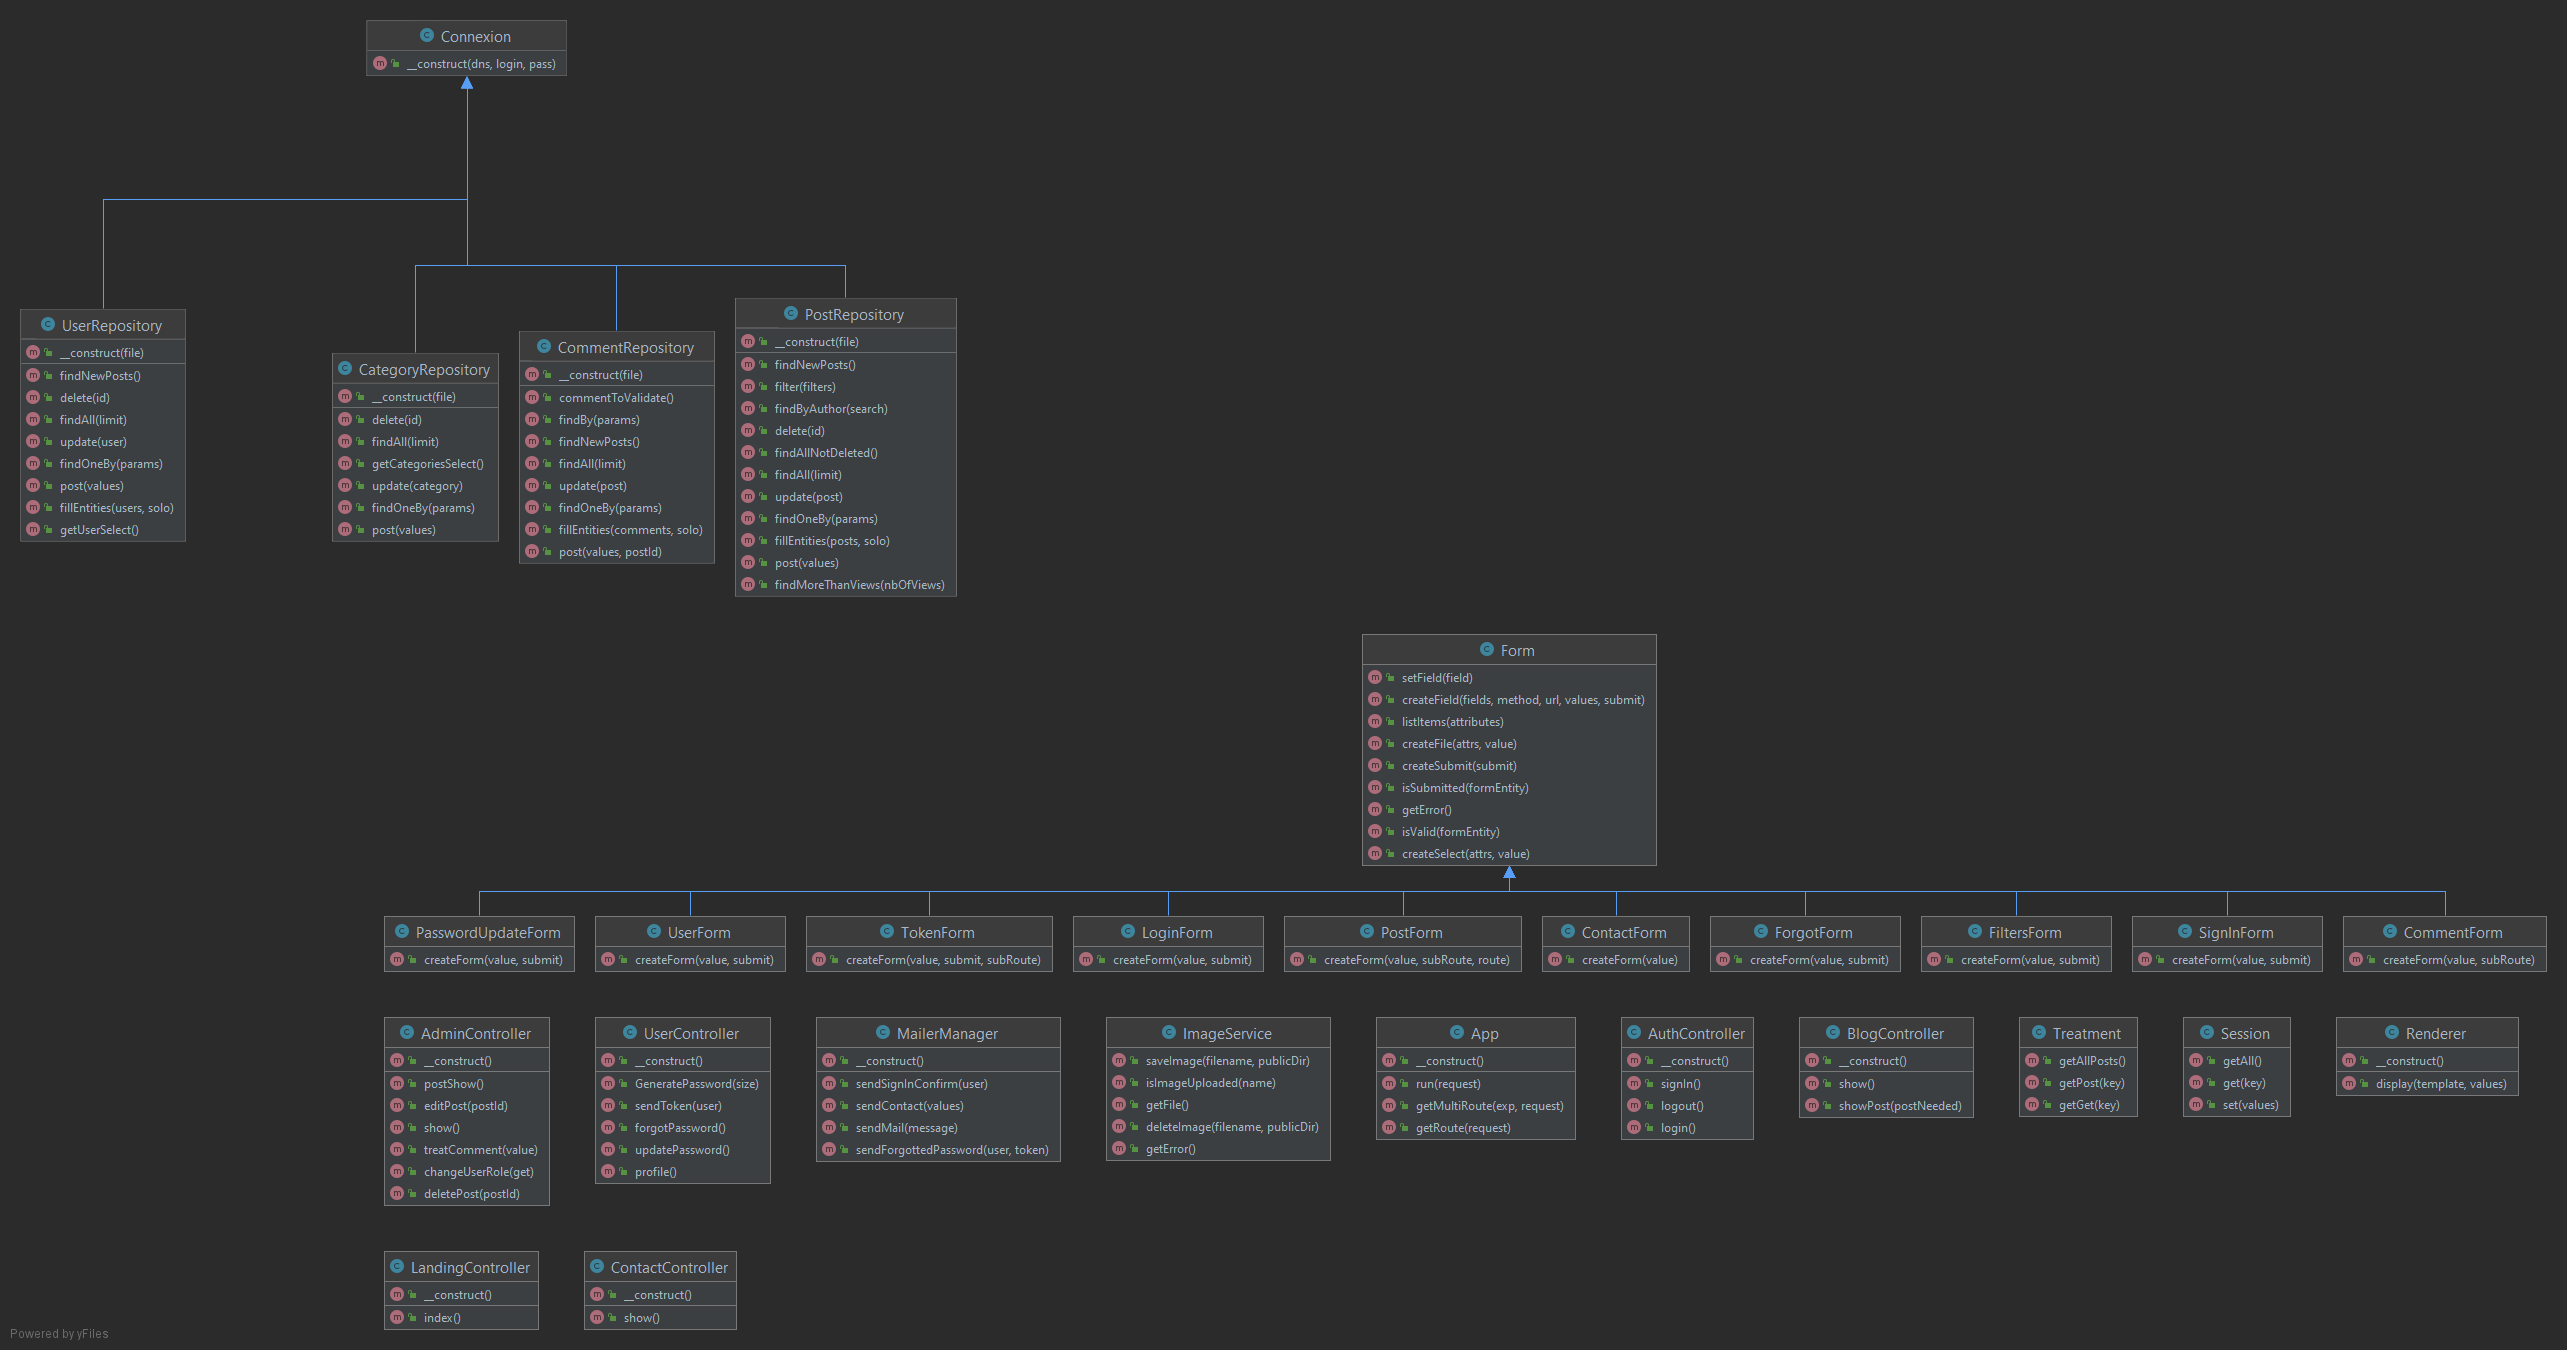 Connexion
__construct(dns, login, pass)
UserRepository
__construct(file)
findNewPosts()
delete(id)
findAll(limit)
update(user)
findOneBy(params)
post(values)
fillEntities(users, solo)
getUserSelect()
CategoryRepository
__construct(file)
delete(id)
findAll(limit)
getCategoriesSelect()
update(category)
findOneBy(params)
post(values)
CommentRepository
__construct(file)
commentToValidate()
findBy(params)
findNewPosts()
findAll(limit)
update(post)
findOneBy(params)
fillEntities(comments, solo)
post(values, postId)
PostRepository
__construct(file)
findNewPosts()
filter(filters)
findByAuthor(search)
delete(id)
findAllNotDeleted()
findAll(limit)
update(post)
findOneBy(params)
fillEntities(posts, solo)
post(values)
findMoreThanViews(nbOfViews)
Form
setField(field)
createField(fields, method, url, values, submit)
listItems(attributes)
createFile(attrs, value)
createSubmit(submit)
isSubmitted(formEntity)
getError()
isValid(formEntity)
createSelect(attrs, value)
PasswordUpdateForm
createForm(value, submit)
UserForm
createForm(value, submit)
TokenForm
createForm(value, submit, subRoute)
LoginForm
createForm(value, submit)
PostForm
createForm(value, subRoute, route)
ContactForm
createForm(value)
ForgotForm
createForm(value, submit)
FiltersForm
createForm(value, submit)
SignInForm
createForm(value, submit)
CommentForm
createForm(value, subRoute)
AdminController
__construct()
postShow()
editPost(postId)
show()
treatComment(value)
changeUserRole(get)
deletePost(postId)
UserController
__construct()
GeneratePassword(size)
sendToken(user)
forgotPassword()
updatePassword()
profile()
MailerManager
__construct()
sendSignInConfirm(user)
sendContact(values)
sendMail(message)
sendForgottedPassword(user, token)
ImageService
saveImage(filename, publicDir)
isImageUploaded(name)
getFile()
deleteImage(filename, publicDir)
getError()
App
__construct()
run(request)
getMultiRoute(exp, request)
getRoute(request)
AuthController
__construct()
signIn()
logout()
login()
BlogController
__construct()
show()
showPost(postNeeded)
Treatment
getAllPosts()
getPost(key)
getGet(key)
Session
getAll()
get(key)
set(values)
Renderer
__construct()
display(template, values)
LandingController
__construct()
index()
ContactController
__construct()
show()
Powered by yFiles